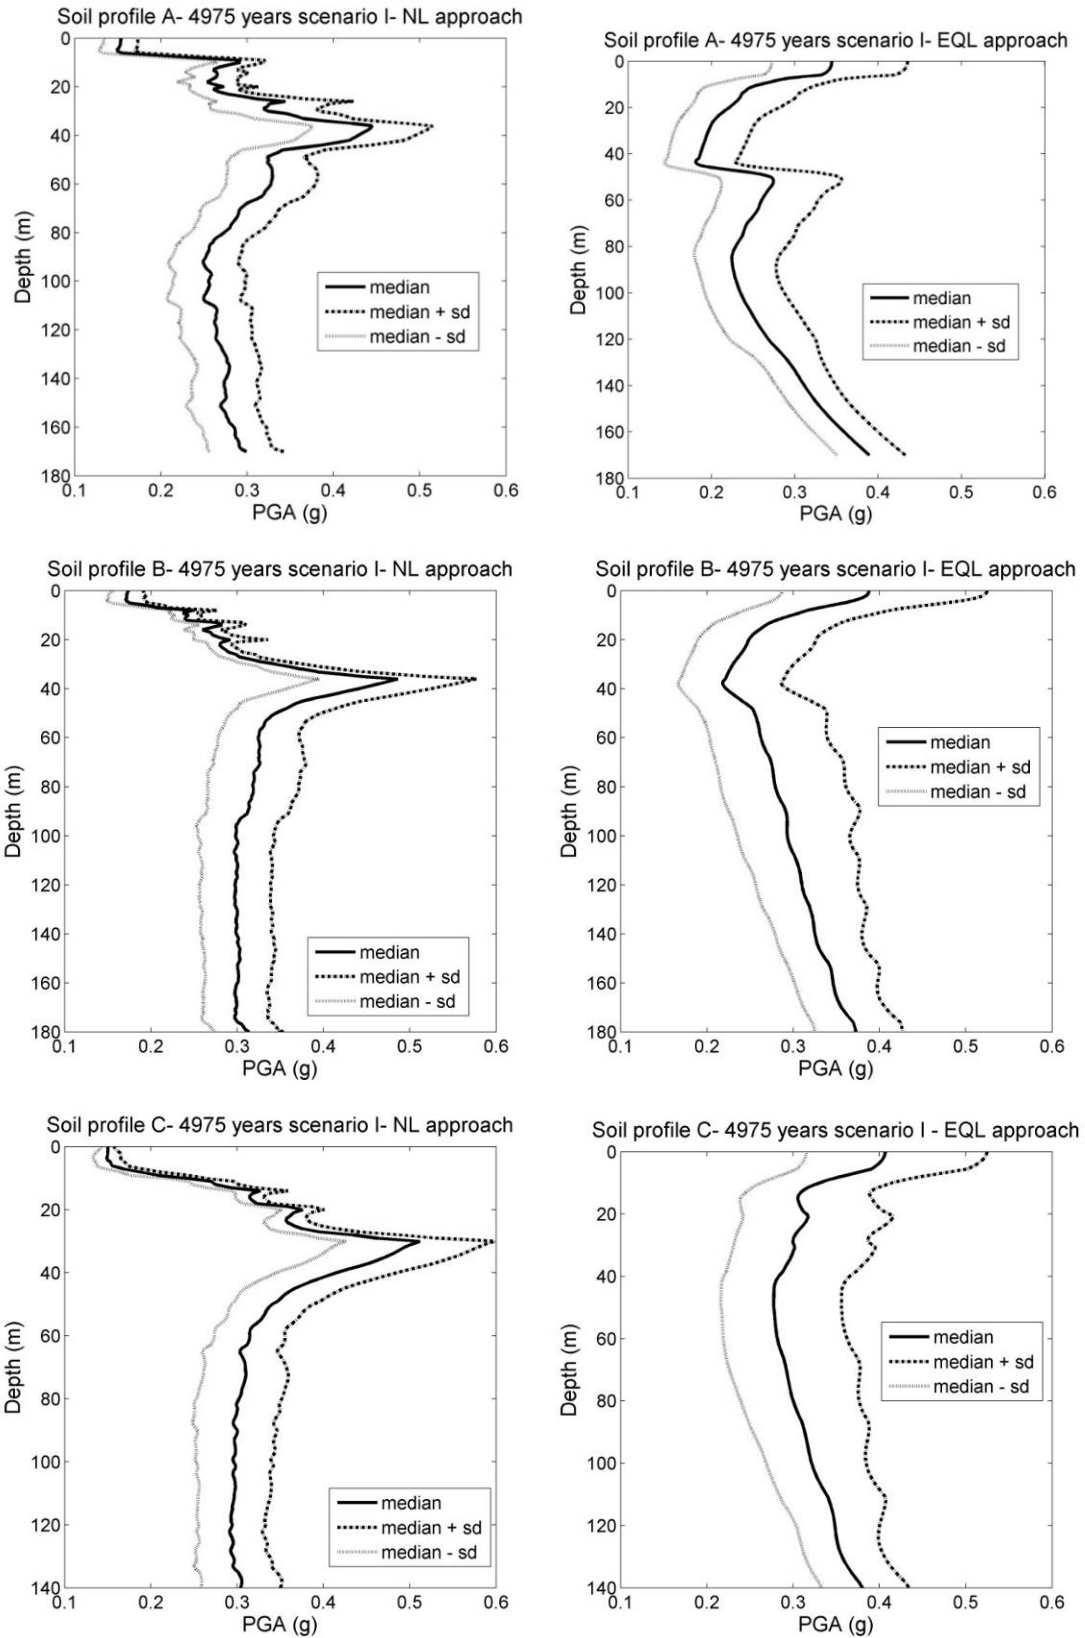 Soil profile A- 4975 years scenario I- NL approach
0
20
40
60
80
100
120
140
160
180
Depth (m)
median
median + sd
median - sd
0.1 0.2 0.3 0.4 0.5 0.6
PGA (g)
Soil profile A- 4975 years scenario I- EQL approach
0
20
40
60
80
100
120
140
160
180
Depth (m)
median
median + sd
median - sd
0.1 0.2 0.3 0.4 0.5 0.6
PGA (g)
Soil profile B- 4975 years scenario I- NL approach
0
20
40
60
80
100
120
140
160
180
Depth (m)
median
median + sd
median - sd
0.1 0.2 0.3 0.4 0.5 0.6
PGA (g)
Soil profile B- 4975 years scenario I- EQL approach
0
20
40
60
80
100
120
140
160
180
Depth (m)
median
median + sd
median - sd
0.1 0.2 0.3 0.4 0.5 0.6
PGA (g)
Soil profile C- 4975 years scenario I- NL approach
0
20
40
60
80
100
120
140
Depth (m)
median
median + sd
median - sd
0.1 0.2 0.3 0.4 0.5 0.6
PGA (g)
Soil profile C- 4975 years scenario I - EQL approach
0
20
40
60
80
100
120
140
Depth (m)
median
median + sd
median - sd
0.1 0.2 0.3 0.4 0.5 0.6
PGA (g)